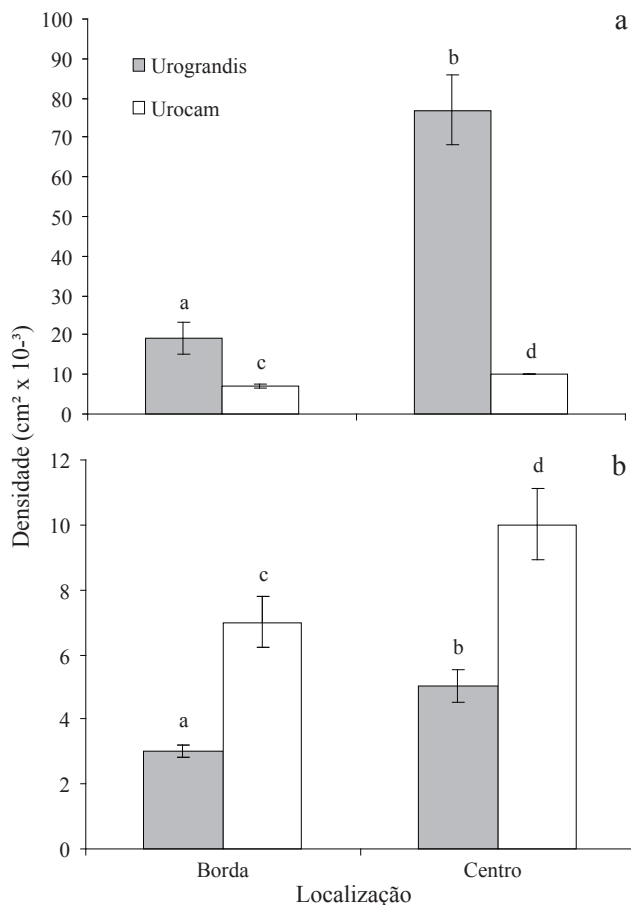 100
a
90
b
Urograndis
80
Urocam
70
60
50
40
30
a
20
c
d
10
0
Densidade (cm² x 10-³)
12
b
d
10
c
8
6
b
4
a
2
0
Borda
Centro
Localização